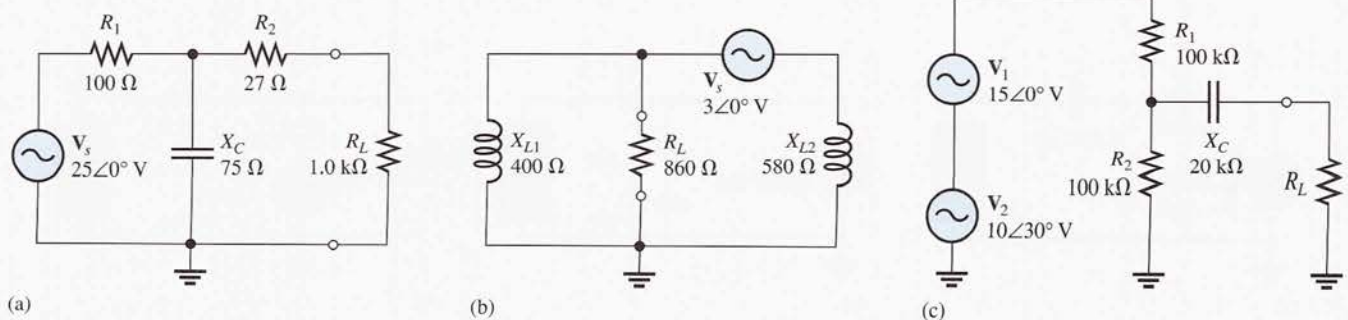 R1
100 Ω
R2
27 Ω
Vs
25∠0° V
XC
75 Ω
RL
1.0 kΩ
(a)
Vs
3∠0° V
XL1
400 Ω
RL
860 Ω
XL2
580 Ω
(b)
V1
15∠0° V
V2
10∠30° V
R1
100 kΩ
R2
100 kΩ
XC
20 kΩ
RL
(c)